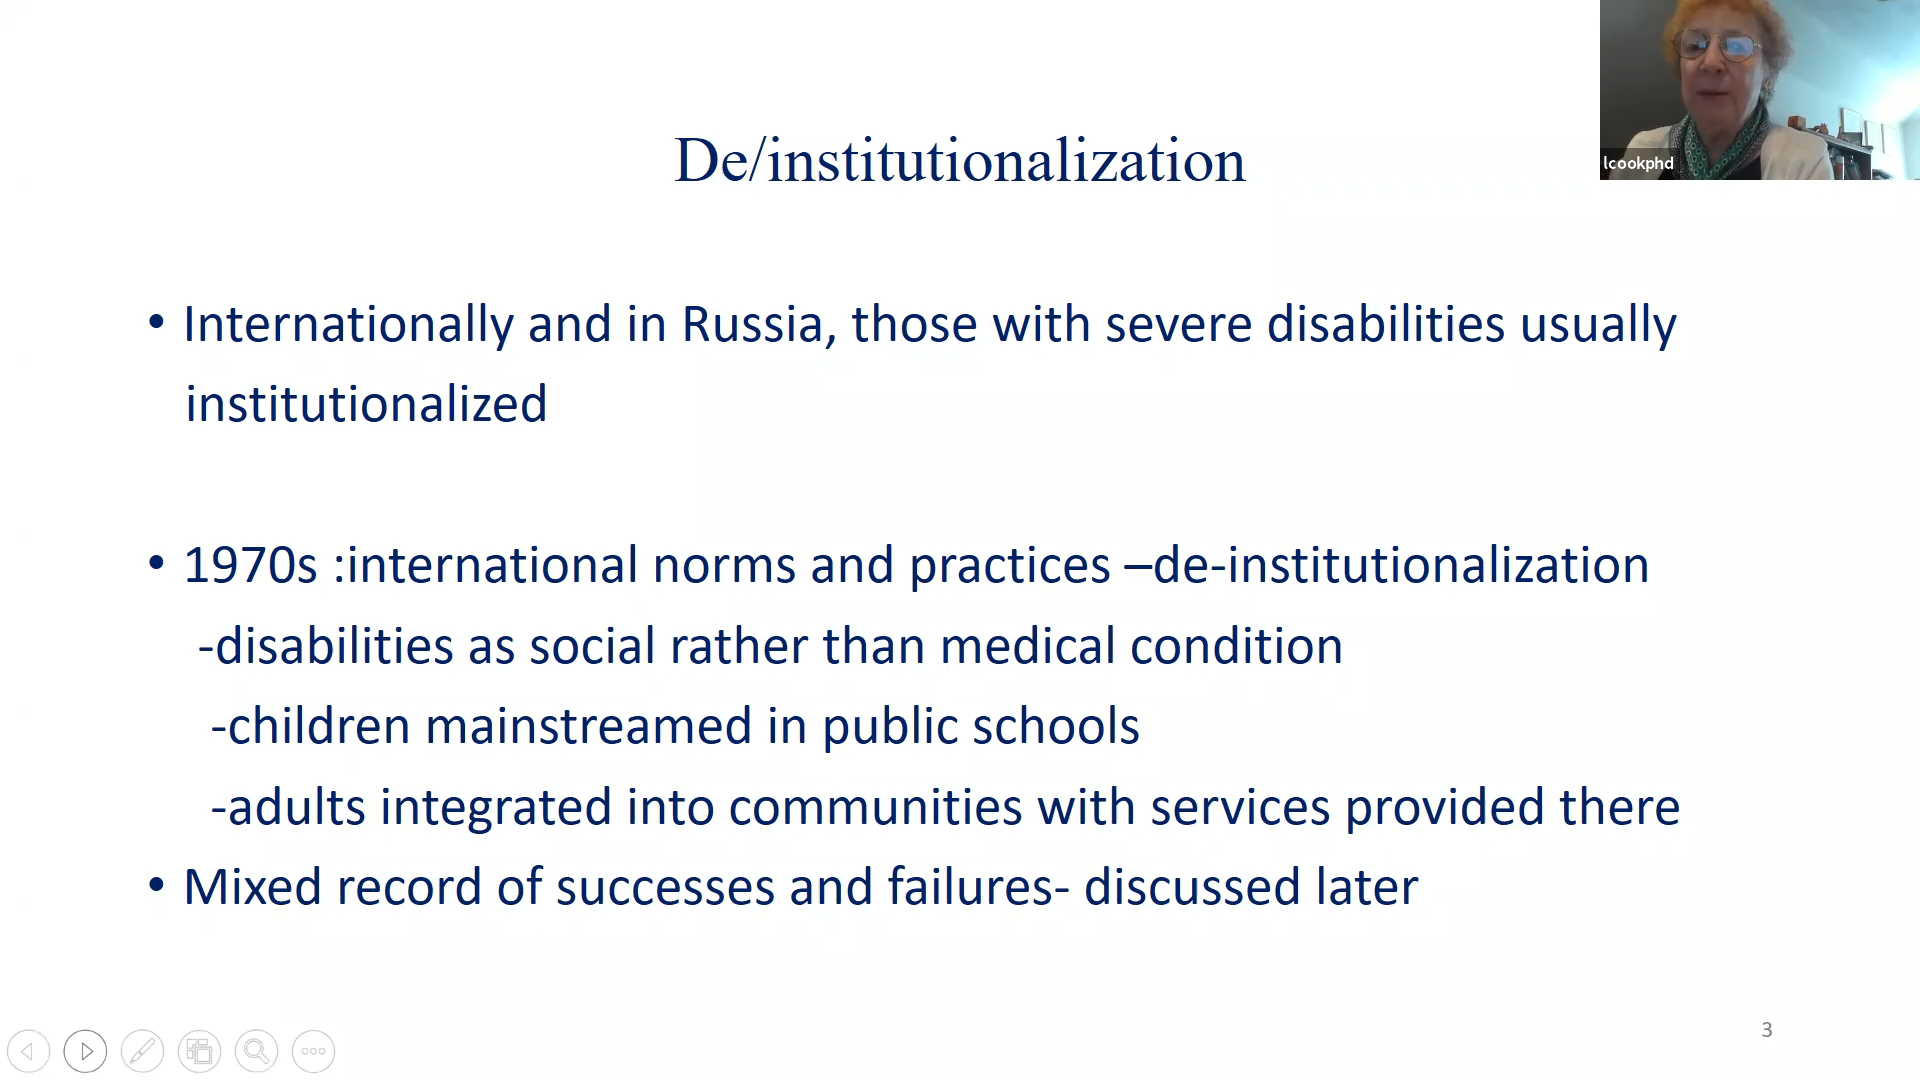 lcookphd
De/institutionalization
• Internationally and in Russia, those with severe disabilities usually
institutionalized
• 1970s :international norms and practices –de-institutionalization
-disabilities as social rather than medical condition
-children mainstreamed in public schools
-adults integrated into communities with services provided there
• Mixed record of successes and failures- discussed later
3